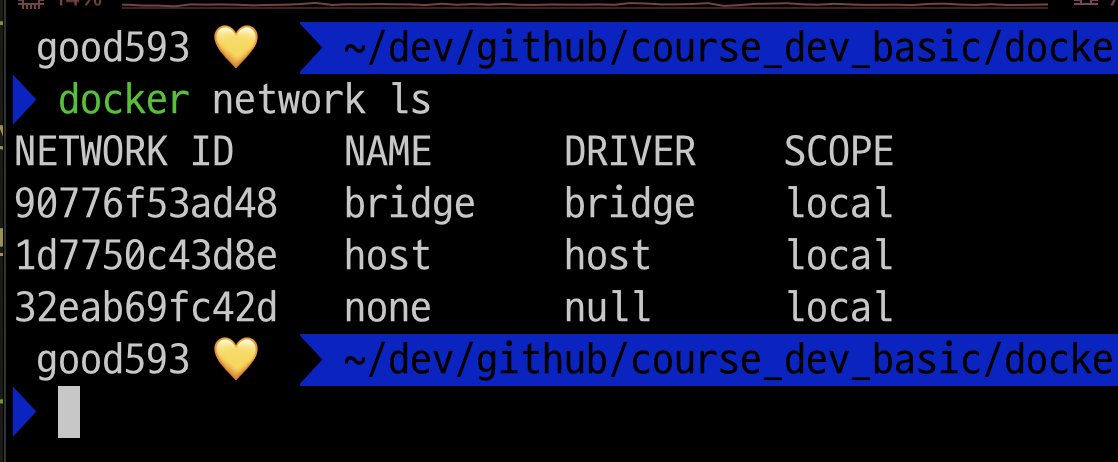 14%
good593 💛 ~/dev/github/course_dev_basic/docke
docker network ls
NETWORK ID NAME DRIVER SCOPE
90776f53ad48 bridge bridge local
1d7750c43d8e host host local
32eab69fc42d none null local
good593 💛 ~/dev/github/course_dev_basic/docke